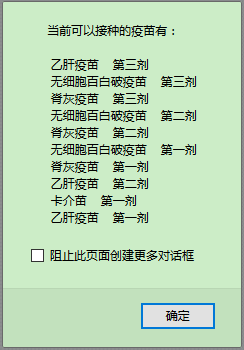 当前可以接种的疫苗有：
乙肝疫苗 第三剂
无细胞百白破疫苗 第三剂
脊灰疫苗 第三剂
无细胞百白破疫苗 第二剂
脊灰疫苗 第二剂
无细胞百白破疫苗 第一剂
脊灰疫苗 第一剂
乙肝疫苗 第二剂
卡介苗 第一剂
乙肝疫苗 第一剂
阻止此页面创建更多对话框
确定